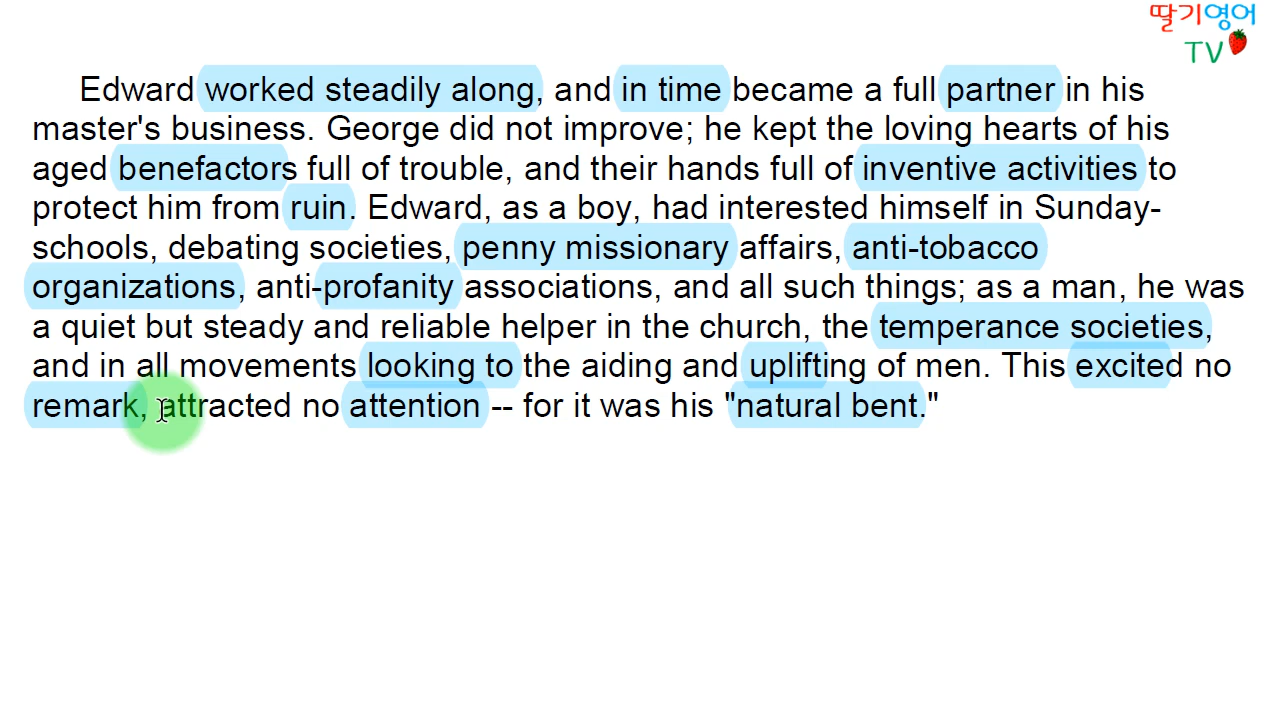 딸기영어
TV
Edward worked steadily along, and in time became a full partner in his
master's business. George did not improve; he kept the loving hearts of his
aged benefactors full of trouble, and their hands full of inventive activities to
protect him from ruin. Edward, as a boy, had interested himself in Sunday-
schools, debating societies, penny missionary affairs, anti-tobacco
organizations, anti-profanity associations, and all such things; as a man, he was
a quiet but steady and reliable helper in the church, the temperance societies,
and in all movements looking to the aiding and uplifting of men. This excited no
remark, attracted no attention -- for it was his "natural bent."